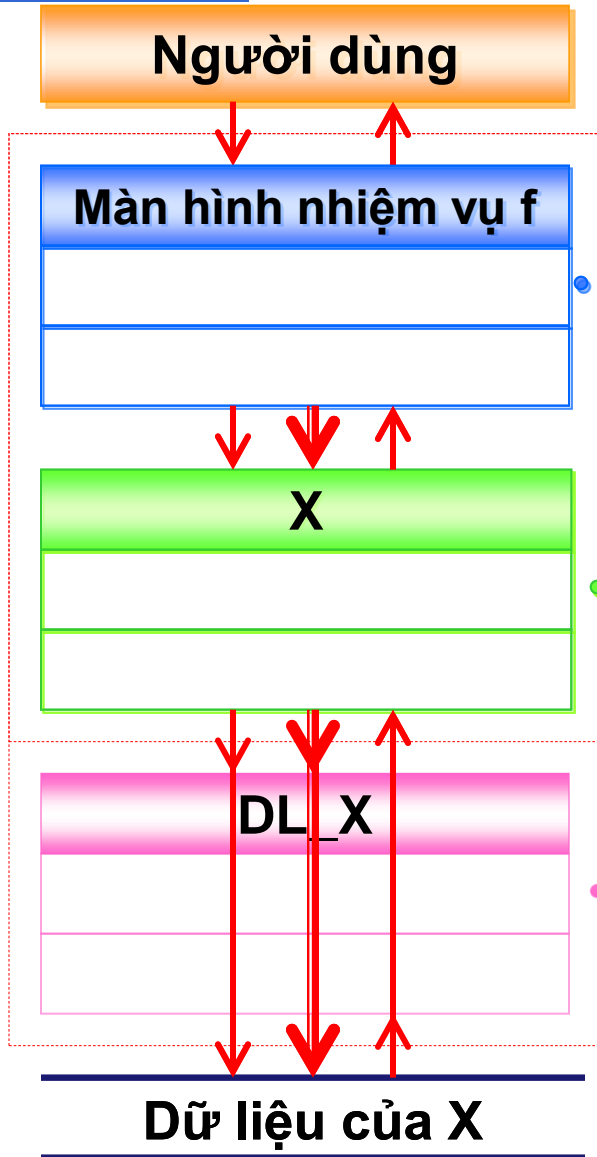 Người dùng
Màn hình nhiệm vụ f
X
DL_X
Dữ liệu của X